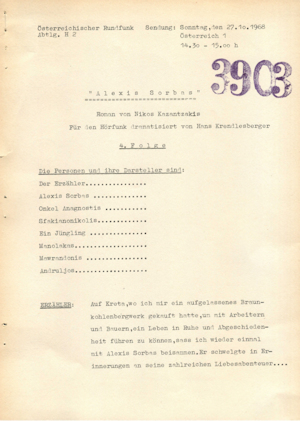 Österreichischer Rundfunk Sendung: Sonntag, den 27.10.1968
Abtlg. H 2 Österreich 1
14.30 - 15.00 h
3903
"Alexis Sorbas"
Roman von Nikos Kazantzakis
Für den Hörfunk dramatisiert von Hans Krendlesberger
4. Folge
Die Personen und ihre Darsteller sind:
Der Erzähler...............
Alexis Sorbas ..............
Onkel Anagnostis ...........
Sfakianonikolis............
Ein Jüngling ..............
Manolakas..................
Mawrandonis ...............
Andruljos..................
ERZÄHLER: Auf Kreta, wo ich mir ein aufgelassenes Braun-
kohlenbergwerk gekauft hatte, um mit Arbeitern
und Bauern, ein Leben in Ruhe und Abgeschieden-
heit führen zu können, sass ich wieder einmal
mit Alexis Sorbas beisammen. Er schwelgte in Er-
innerungen an seine zahlreichen Liebesabenteuer....